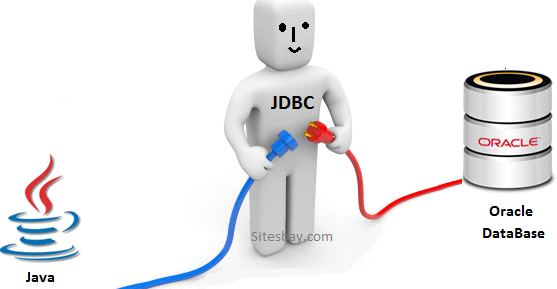 JDBC
ORACLE
Oracle
DataBase
Sitesbay.com
Java